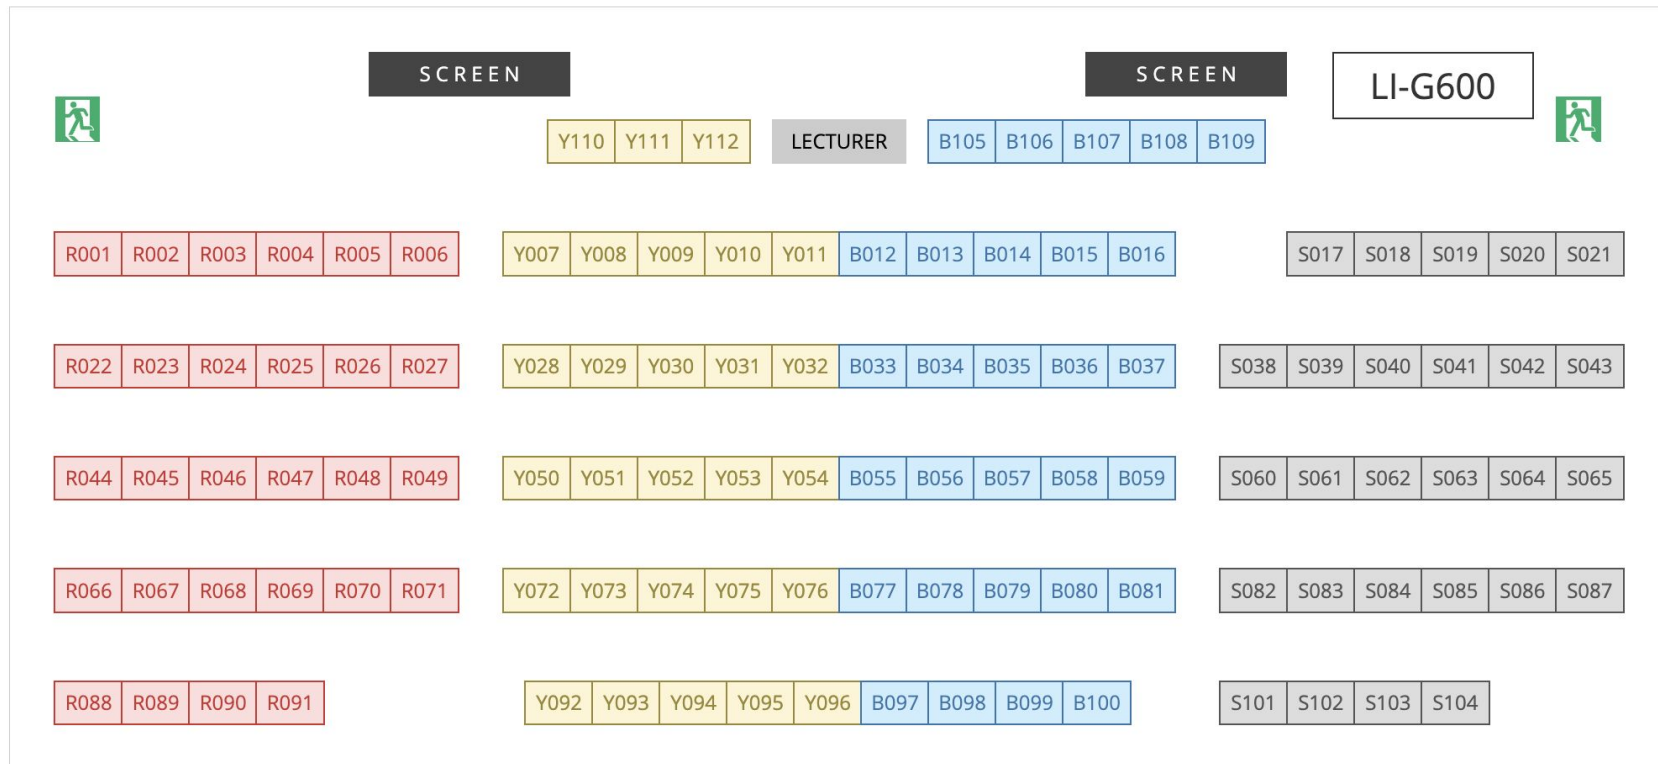 SCREEN SCREEN LI-G600
Y110 Y111 Y112 LECTURER B105 B106 B107 B108 B109
R001 R002 R003 R004 R005 R006 Y007 Y008 Y009 Y010 Y011 B012 B013 B014 B015 B016 S017 S018 S019 S020 S021
R022 R023 R024 R025 R026 R027 Y028 Y029 Y030 Y031 Y032 B033 B034 B035 B036 B037 S038 S039 S040 S041 S042 S043
R044 R045 R046 R047 R048 R049 Y050 Y051 Y052 Y053 Y054 B055 B056 B057 B058 B059 S060 S061 S062 S063 S064 S065
R066 R067 R068 R069 R070 R071 Y072 Y073 Y074 Y075 Y076 B077 B078 B079 B080 B081 S082 S083 S084 S085 S086 S087
R088 R089 R090 R091 Y092 Y093 Y094 Y095 Y096 B097 B098 B099 B100 S101 S102 S103 S104